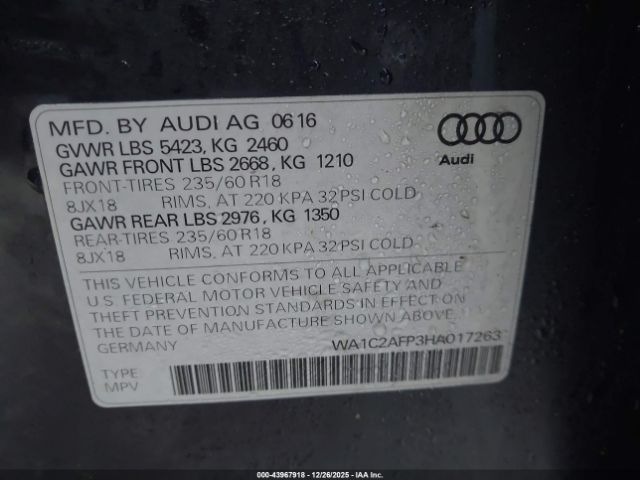 MFD. BY AUDI AG 0616
GVWR LBS 5423, KG 2460
GAWR FRONT LBS 2668, KG 1210
FRONT-TIRES 235/60 R18
8JX18 RIMS, AT 220 KPA 32 PSI COLD
GAWR REAR LBS 2976, KG 1350
REAR-TIRES 235/60 R18
8JX18 RIMS, AT 220 KPA 32 PSI COLD
Audi
THIS VEHICLE CONFORMS TO ALL APPLICABLE
U.S. FEDERAL MOTOR VEHICLE SAFETY AND
THEFT PREVENTION STANDARDS IN EFFECT ON
THE DATE OF MANUFACTURE SHOWN ABOVE.
GERMANY WA1C2AFP3HA017263
TYPE
MPV
000-43967918 - 12/26/2025 - IAA Inc.